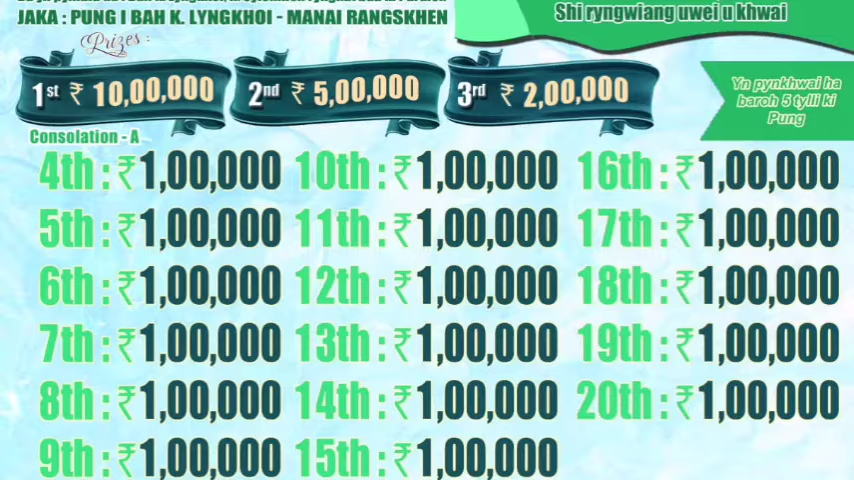 JAKA : PUNG I BAH K. LYNGKHOI - MANAI RANGSKHEN
Shi ryngwiang uwei u khwai
Prizes :
1st ₹ 10,00,000
2nd ₹ 5,00,000
3rd ₹ 2,00,000
Yn pynkhwai ha
baroh 5 tylli ki
Pung
Consolation - A
4th : ₹ 1,00,000 10th : ₹ 1,00,000 16th : ₹ 1,00,000
5th : ₹ 1,00,000 11th : ₹ 1,00,000 17th : ₹ 1,00,000
6th : ₹ 1,00,000 12th : ₹ 1,00,000 18th : ₹ 1,00,000
7th : ₹ 1,00,000 13th : ₹ 1,00,000 19th : ₹ 1,00,000
8th : ₹ 1,00,000 14th : ₹ 1,00,000 20th : ₹ 1,00,000
9th : ₹ 1,00,000 15th : ₹ 1,00,000